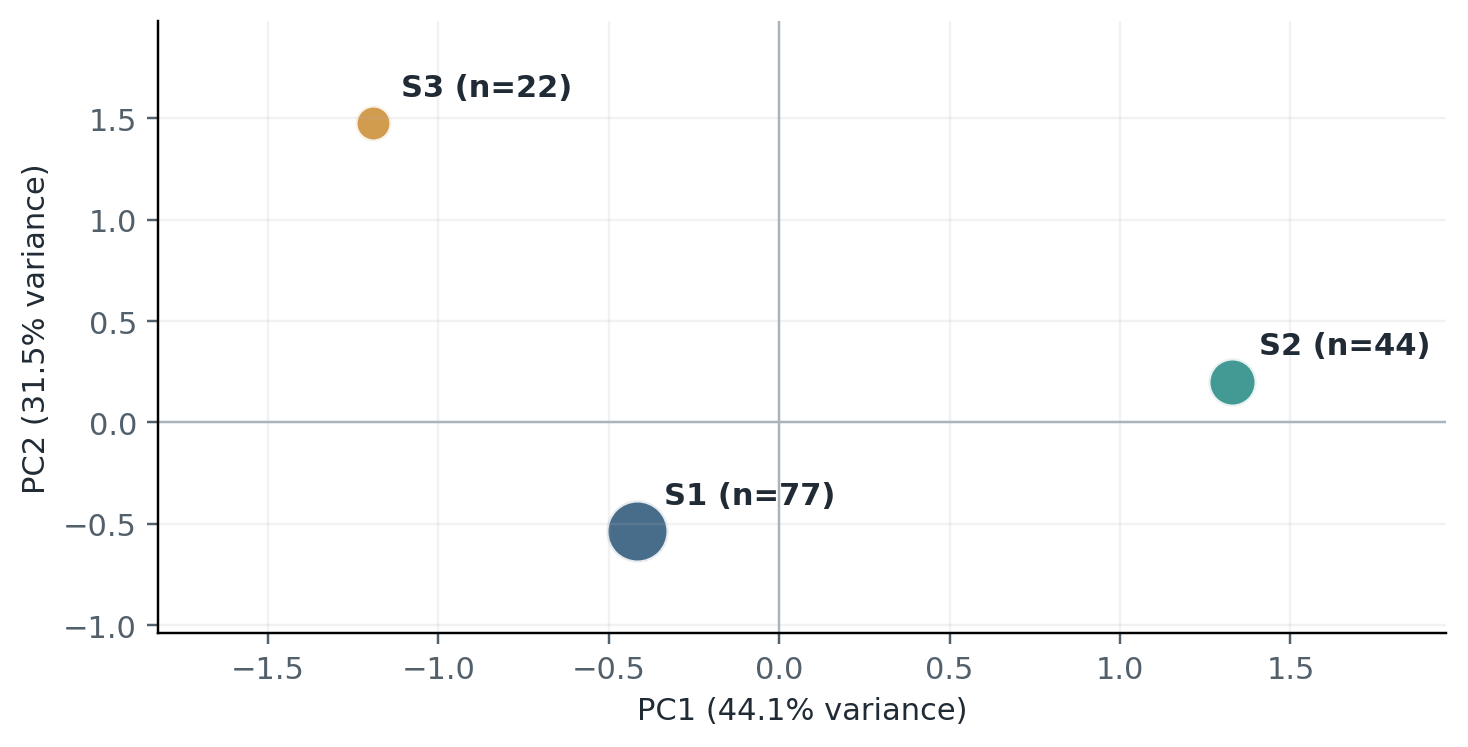 S3 (n=22)
1.5
1.0
0.5
S2 (n=44)
0.0
S1 (n=77)
−0.5
−1.0
PC2 (31.5% variance)
−1.5 −1.0 −0.5 0.0 0.5 1.0 1.5
PC1 (44.1% variance)